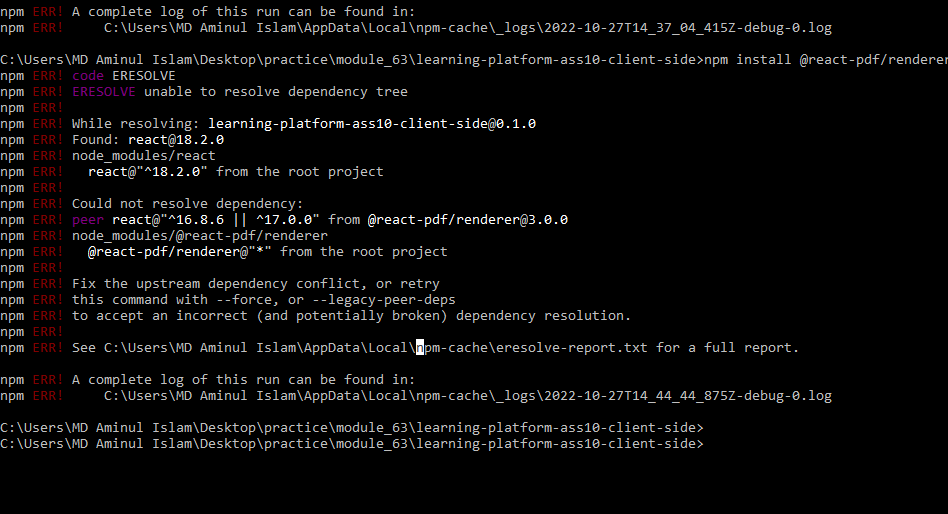 npm ERR! A complete log of this run can be found in:
npm ERR!     C:\Users\MD Aminul Islam\AppData\Local\npm-cache\_logs\2022-10-27T14_37_04_415Z-debug-0.log
C:\Users\MD Aminul Islam\Desktop\practice\module_63\learning-platform-ass10-client-side>npm install @react-pdf/renderer
npm ERR! code ERESOLVE
npm ERR! ERESOLVE unable to resolve dependency tree
npm ERR!
npm ERR! While resolving: learning-platform-ass10-client-side@0.1.0
npm ERR! Found: react@18.2.0
npm ERR! node_modules/react
npm ERR!   react@"^18.2.0" from the root project
npm ERR!
npm ERR! Could not resolve dependency:
npm ERR! peer react@"^16.8.6 || ^17.0.0" from @react-pdf/renderer@3.0.0
npm ERR! node_modules/@react-pdf/renderer
npm ERR!   @react-pdf/renderer@"*" from the root project
npm ERR!
npm ERR! Fix the upstream dependency conflict, or retry
npm ERR! this command with --force, or --legacy-peer-deps
npm ERR! to accept an incorrect (and potentially broken) dependency resolution.
npm ERR!
npm ERR! See C:\Users\MD Aminul Islam\AppData\Local\npm-cache\eresolve-report.txt for a full report.
npm ERR! A complete log of this run can be found in:
npm ERR!     C:\Users\MD Aminul Islam\AppData\Local\npm-cache\_logs\2022-10-27T14_44_44_875Z-debug-0.log
C:\Users\MD Aminul Islam\Desktop\practice\module_63\learning-platform-ass10-client-side>
C:\Users\MD Aminul Islam\Desktop\practice\module_63\learning-platform-ass10-client-side>